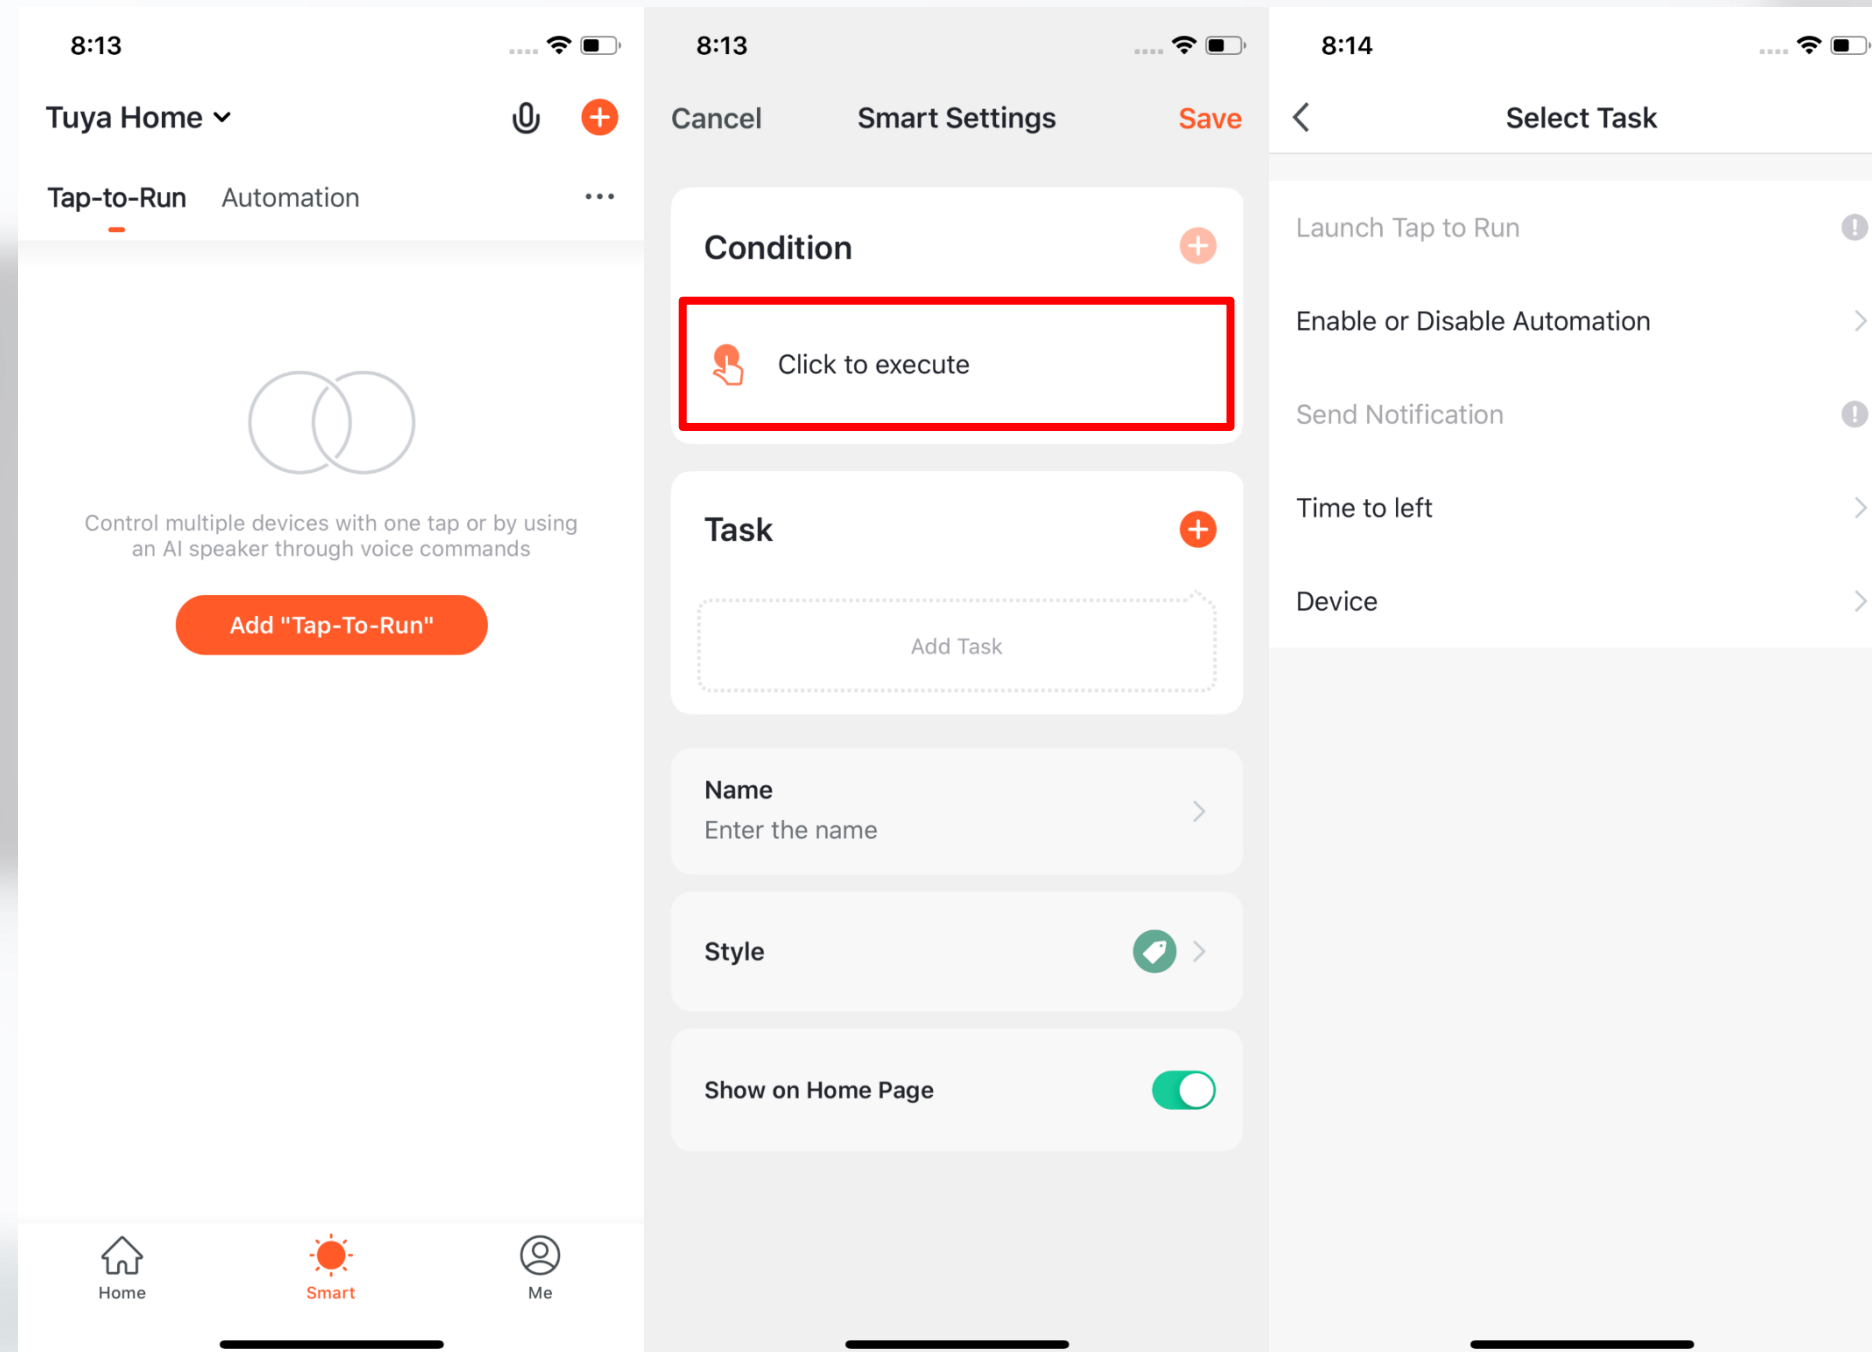 8:13
Tuya Home
Tap-to-Run Automation
Control multiple devices with one tap or by using
an AI speaker through voice commands
Add "Tap-To-Run"
Home
Smart
Me
8:13
Cancel
Smart Settings
Save
Condition
Click to execute
Task
Add Task
Name
Enter the name
Style
Show on Home Page
8:14
Select Task
Launch Tap to Run
Enable or Disable Automation
Send Notification
Time to left
Device